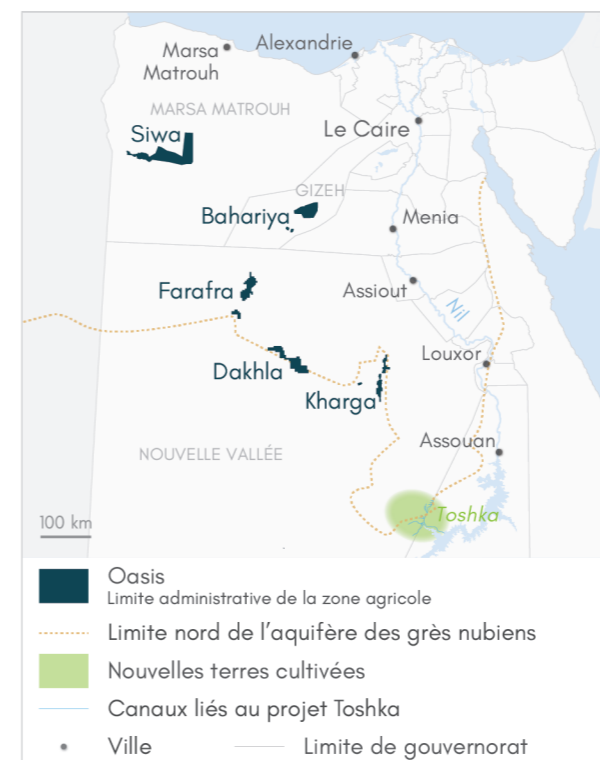 Marsa
Matrouh
Alexandrie
MARSA MATROUH
Siwa
Le Caire
GIZEH
Bahariya
Menia
Farafra
Assiout
Nil
Dakhla
Louxor
Kharga
Assouan
NOUVELLE VALLÉE
Toshka
100 km
Oasis
Limite administrative de la zone agricole
Limite nord de l'aquifère des grès nubiens
Nouvelles terres cultivées
Canaux liés au projet Toshka
Ville
Limite de gouvernorat